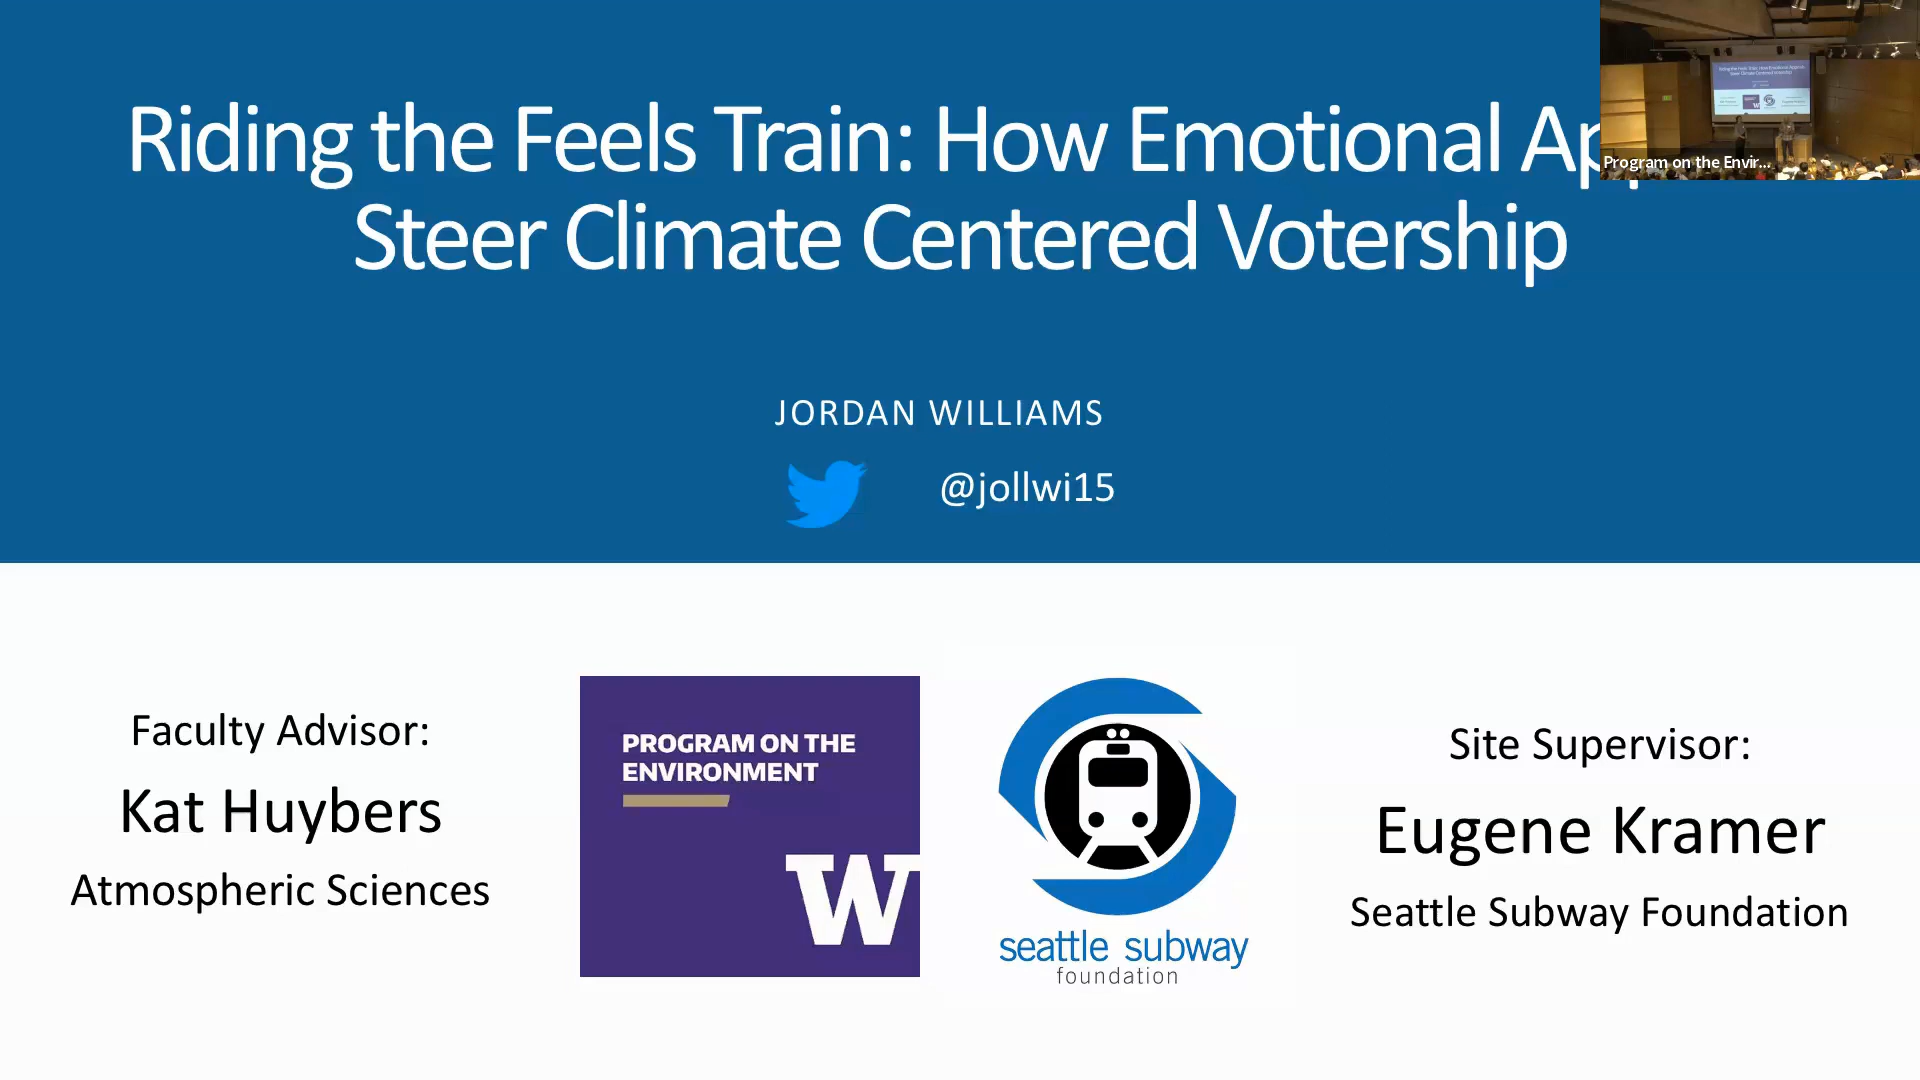 Riding the Feels Train: How Emotional App
Steer Climate Centered Votership
Program on the Envir...
JORDAN WILLIAMS
@jollwi15
Faculty Advisor:
Kat Huybers
Atmospheric Sciences
PROGRAM ON THE
ENVIRONMENT
W
seattle subway
foundation
Site Supervisor:
Eugene Kramer
Seattle Subway Foundation